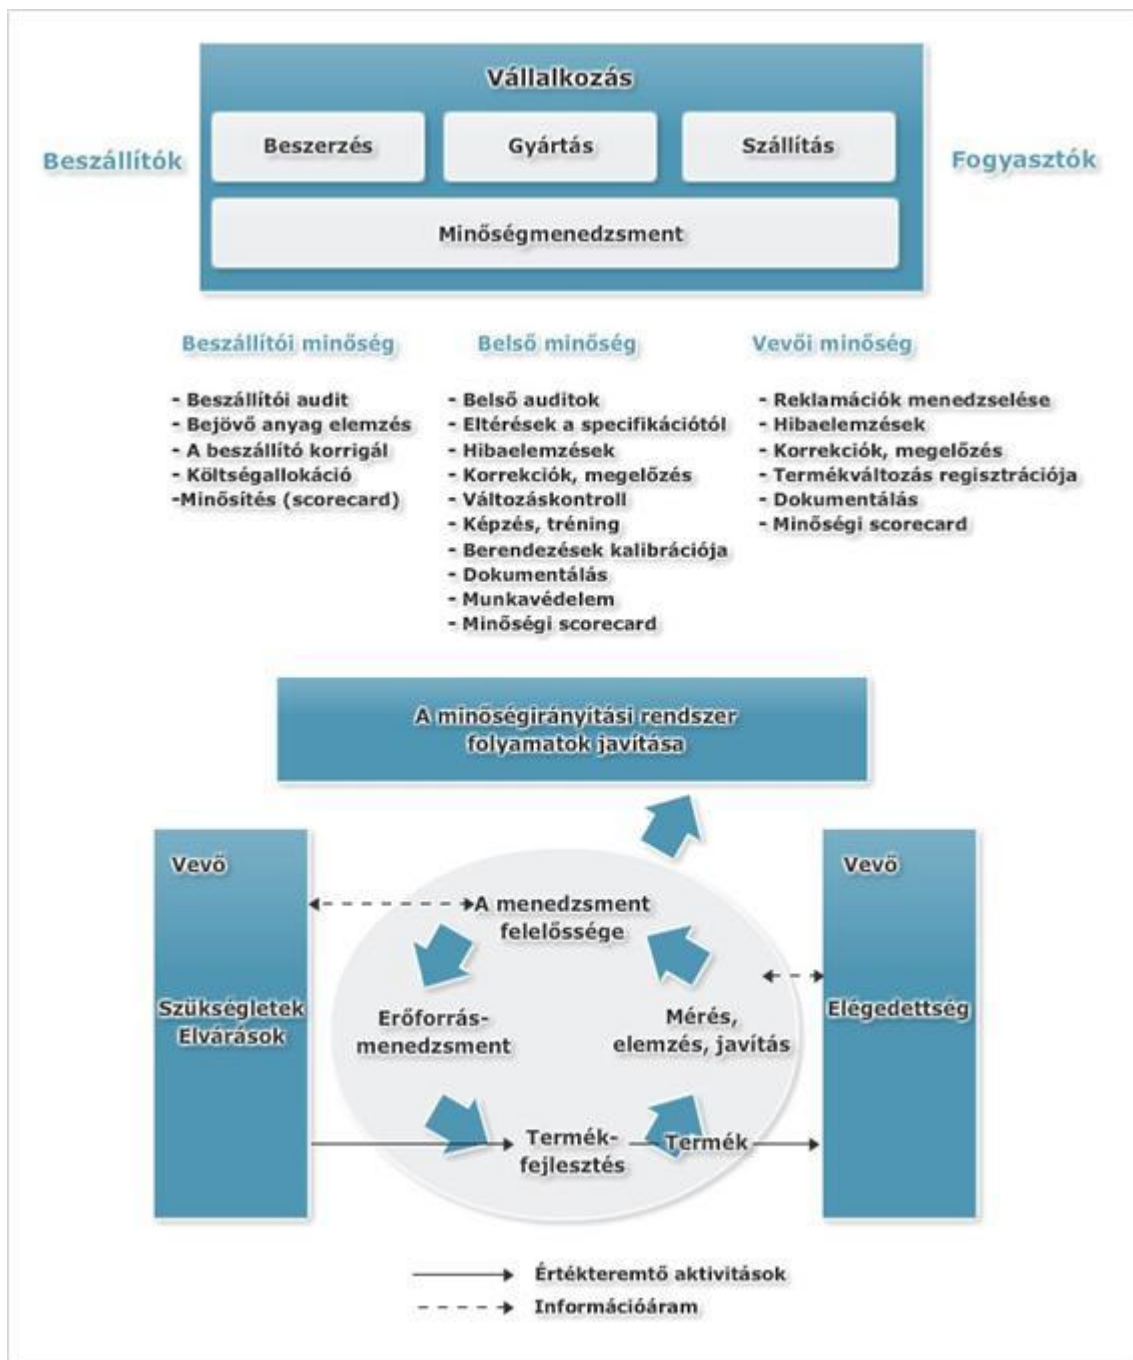 Vállalkozás
Beszállítók
Beszerzés
Gyártás
Szállítás
Fogyasztók
Minőségmenedzsment
Beszállítói minőség
- Beszállítói audit
- Bejövő anyag elemzés
- A beszállító korrigál
- Költségallokáció
-Minősítés (scorecard)
Belső minőség
- Belső auditok
- Eltérések a specifikációtól
- Hibaelemzések
- Korrekciók, megelőzés
- Változáskontroll
- Képzés, tréning
- Berendezések kalibrációja
- Dokumentálás
- Munkavédelem
- Minőségi scorecard
Vevői minőség
- Reklamációk menedzselése
- Hibaelemzések
- Korrekciók, megelőzés
- Termékváltozás regisztrációja
- Dokumentálás
- Minőségi scorecard
A minőségirányítási rendszer
folyamatok javítása
Vevő
Szükségletek
Elvárások
A menedzsment
felelőssége
Erőforrás-
menedzsment
Mérés,
elemzés, javítás
Termék-
fejlesztés
Termék
Vevő
Elégedettség
Értékteremtő aktivitások
Információáram